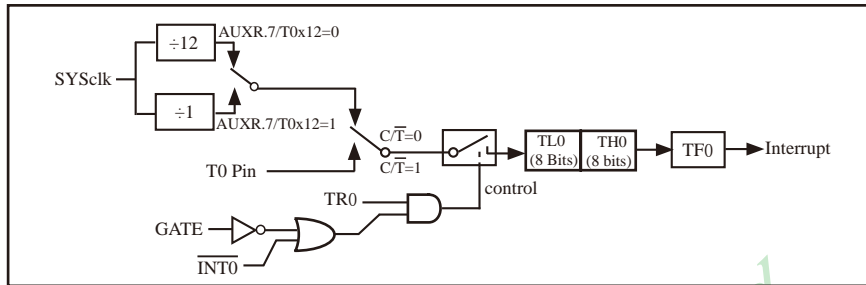 ÷12
AUXR.7/T0x12=0
SYSclk
÷1
AUXR.7/T0x12=1
C/T̅=0
C/T̅=1
T0 Pin
TL0
(8 Bits)
TH0
(8 bits)
TF0
Interrupt
control
TR0
GATE
I̅N̅T̅0̅